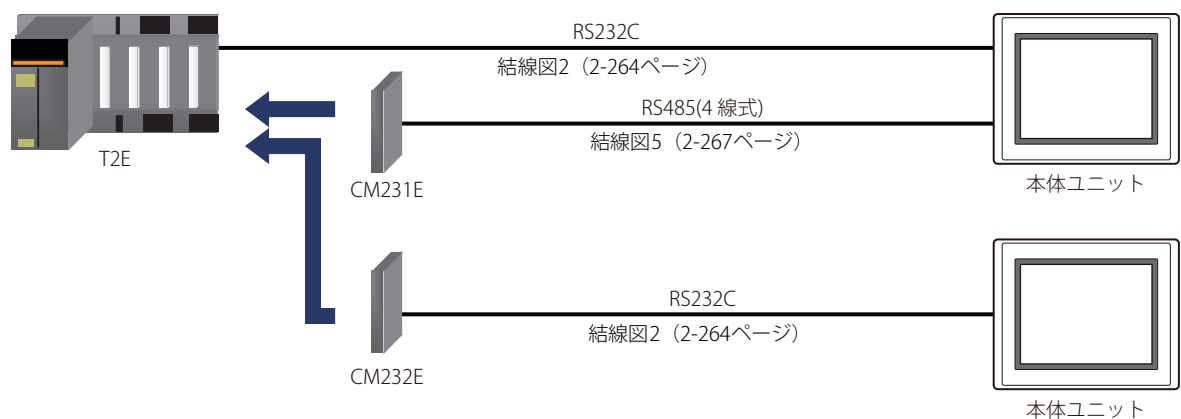 RS232C
結線図2（2-264ページ）
T2E
RS485(4 線式)
結線図5（2-267ページ）
CM231E
本体ユニット
RS232C
結線図2（2-264ページ）
CM232E
本体ユニット